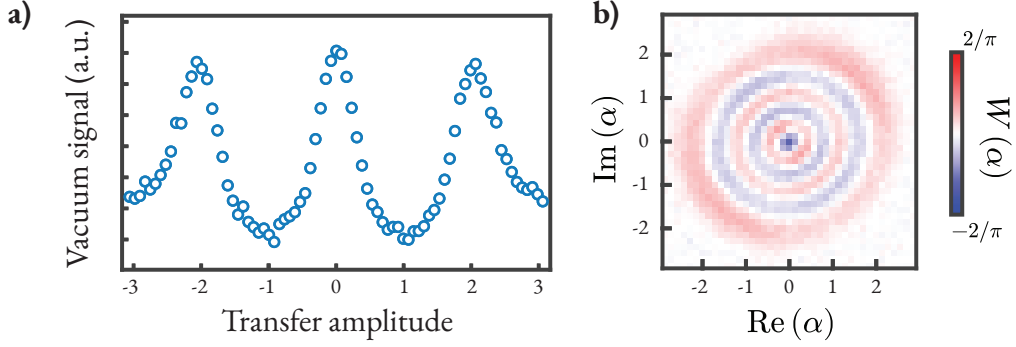 a)
Vacuum signal (a.u.)
-3 -2 -1 0 1 2 3
Transfer amplitude
b)
Im (α)
2
1
0
-1
-2
-2 -1 0 1 2
Re (α)
2/π
W (α)
−2/π